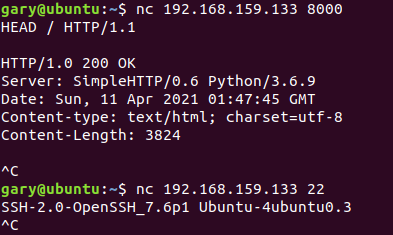 gary@ubuntu:~$ nc 192.168.159.133 8000
HEAD / HTTP/1.1
HTTP/1.0 200 OK
Server: SimpleHTTP/0.6 Python/3.6.9
Date: Sun, 11 Apr 2021 01:47:45 GMT
Content-type: text/html; charset=utf-8
Content-Length: 3824
^C
gary@ubuntu:~$ nc 192.168.159.133 22
SSH-2.0-OpenSSH_7.6p1 Ubuntu-4ubuntu0.3
^C